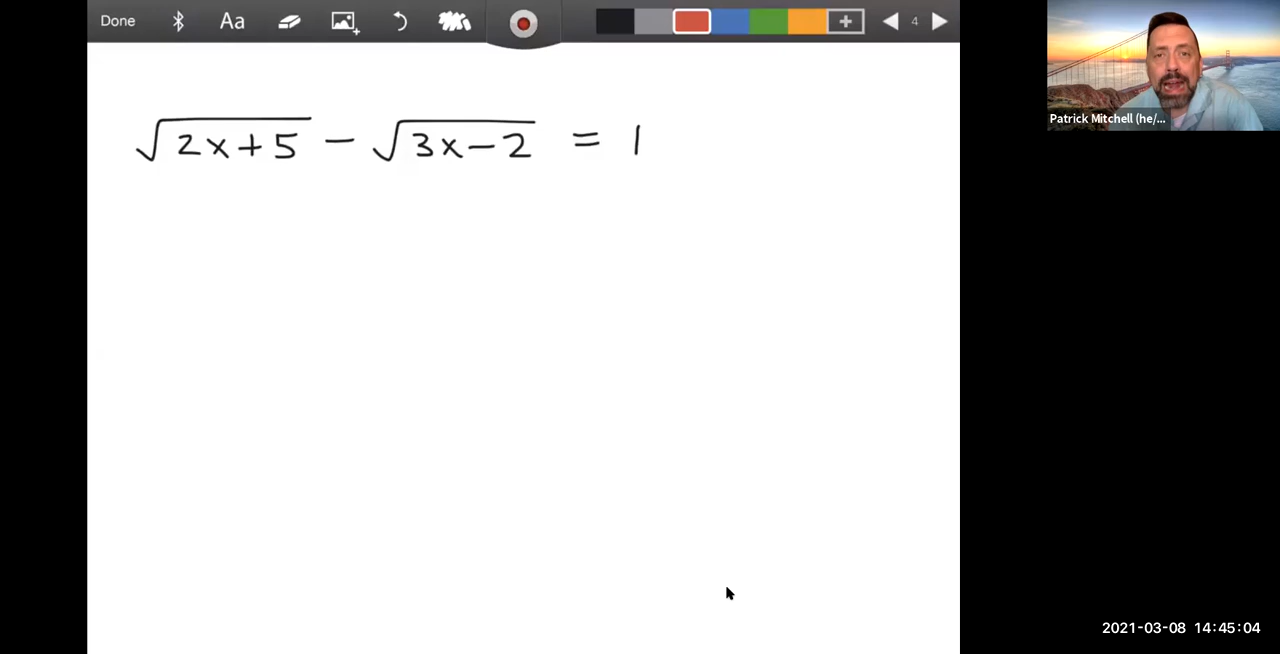 Done Aa 4
√2x+5 − √3x−2 = 1
Patrick Mitchell (he/...
2021-03-08 14:45:04